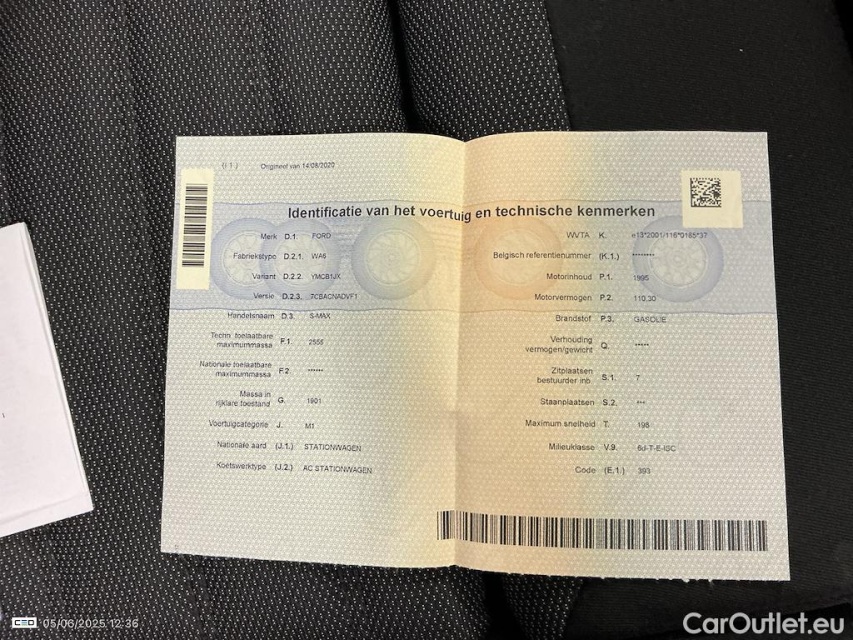 (I 1.) Origineel van 14/08/2020
Identificatie van het voertuig en technische kenmerken
Merk D.1. FORD
Fabriekstype D.2.1. WA6
Variant D.2.2. YMCB1JX
Versie D.2.3. 7CBACNADVF1
Handelsnaam D.3. S-MAX
Techn. toelaatbare
maximummassa F.1. 2555
Nationale toelaatbare
maximummassa F.2. ******
Massa in
rijklare toestand G. 1901
Voertuigcategorie J. M1
Nationale aard (J.1.) STATIONWAGEN
Koetswerktype (J.2.) AC STATIONWAGEN
WVTA K. e13*2001/116*0185*37
Belgisch referentienummer (K.1.) ********
Motorinhoud P.1. 1995
Motorvermogen P.2. 110,30
Brandstof P.3. GASOLIE
Verhouding
vermogen/gewicht Q. *****
Zitplaatsen
bestuurder inb. S.1. 7
Staanplaatsen S.2. ***
Maximum snelheid T. 198
Milieuklasse V.9. 6d-T-E-ISC
Code (E.1.) 393
CEO 05/06/2025 12:36
CarOutlet.eu